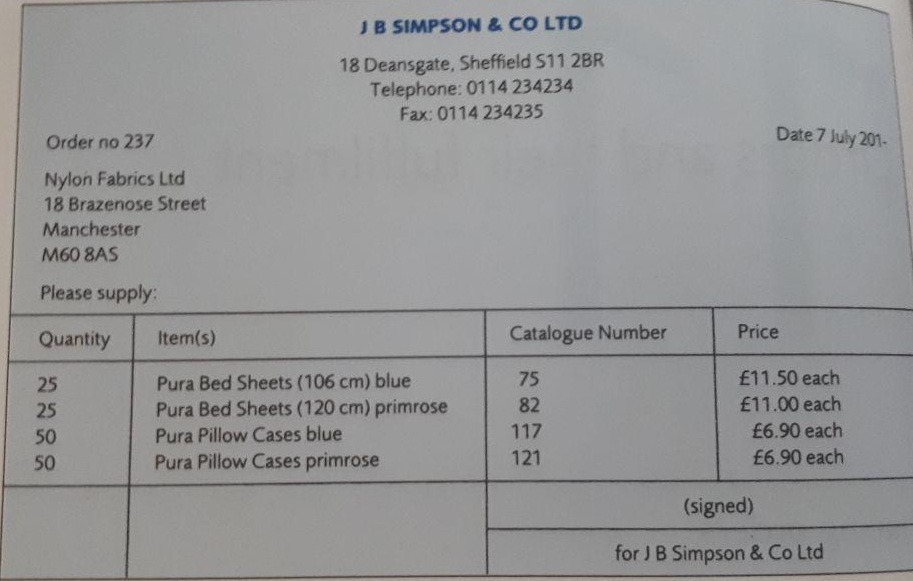 J B SIMPSON & CO LTD
18 Deansgate, Sheffield S11 2BR
Telephone: 0114 234234
Fax: 0114 234235
Order no 237
Date 7 July 201-
Nylon Fabrics Ltd
18 Brazenose Street
Manchester
M60 8AS
Please supply:
Quantity Item(s) Catalogue Number Price
25 Pura Bed Sheets (106 cm) blue 75 £11.50 each
25 Pura Bed Sheets (120 cm) primrose 82 £11.00 each
50 Pura Pillow Cases blue 117 £6.90 each
50 Pura Pillow Cases primrose 121 £6.90 each
(signed)
for J B Simpson & Co Ltd